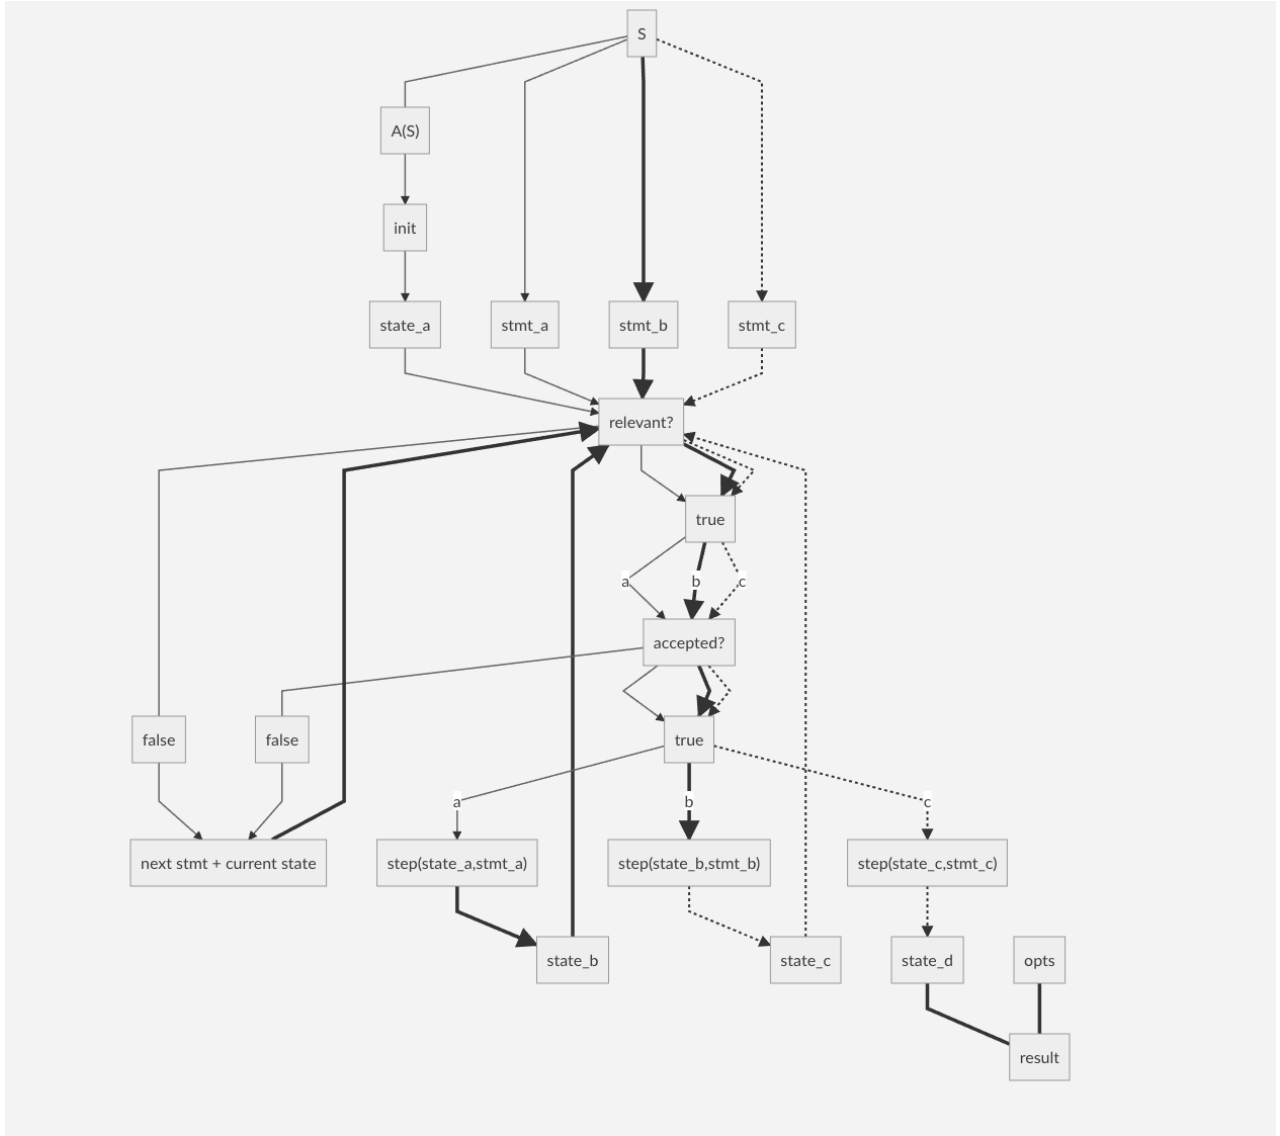 S
A(S)
init
state_a
stmt_a
stmt_b
stmt_c
relevant?
true
a
b
c
accepted?
false
false
true
a
b
c
next stmt + current state
step(state_a,stmt_a)
step(state_b,stmt_b)
step(state_c,stmt_c)
state_b
state_c
state_d
opts
result